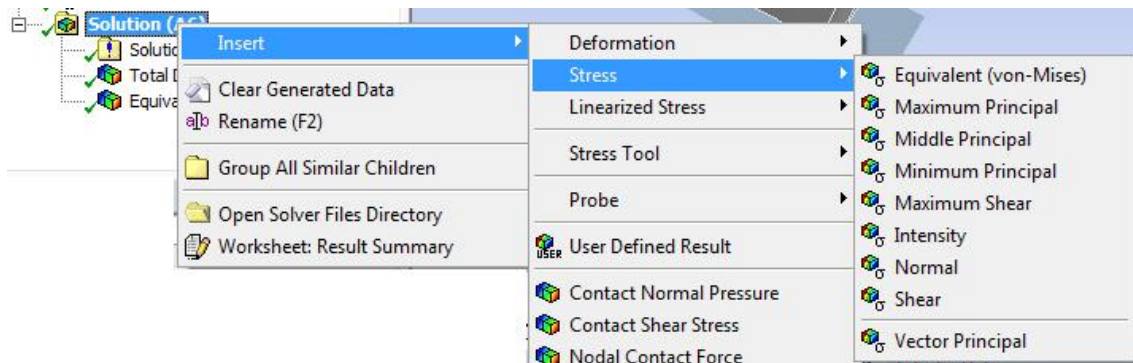 Solution (A6)
Solutio
Total D
Equiva
Insert
Clear Generated Data
Rename (F2)
Group All Similar Children
Open Solver Files Directory
Worksheet: Result Summary
Deformation
Stress
Linearized Stress
Stress Tool
Probe
USER User Defined Result
Contact Normal Pressure
Contact Shear Stress
Nodal Contact Force
Equivalent (von-Mises)
Maximum Principal
Middle Principal
Minimum Principal
Maximum Shear
Intensity
Normal
Shear
Vector Principal